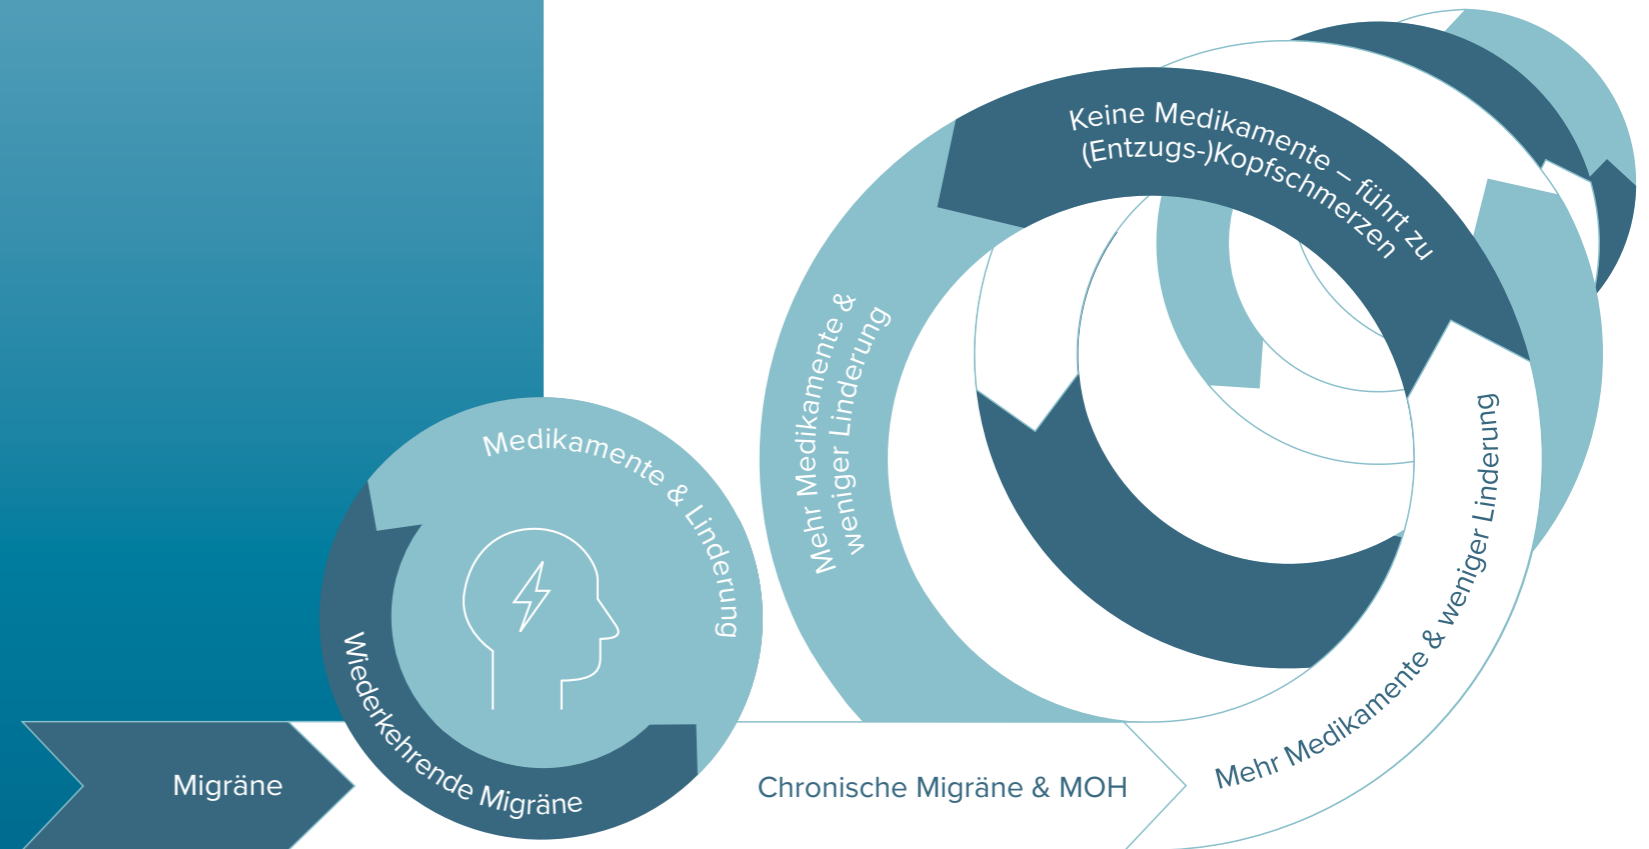 Migräne
Wiederkehrende Migräne
Medikamente & Linderung
Chronische Migräne & MOH
Mehr Medikamente & weniger Linderung
Keine Medikamente – führt zu
(Entzugs-)Kopfschmerzen
Mehr Medikamente &
weniger Linderung